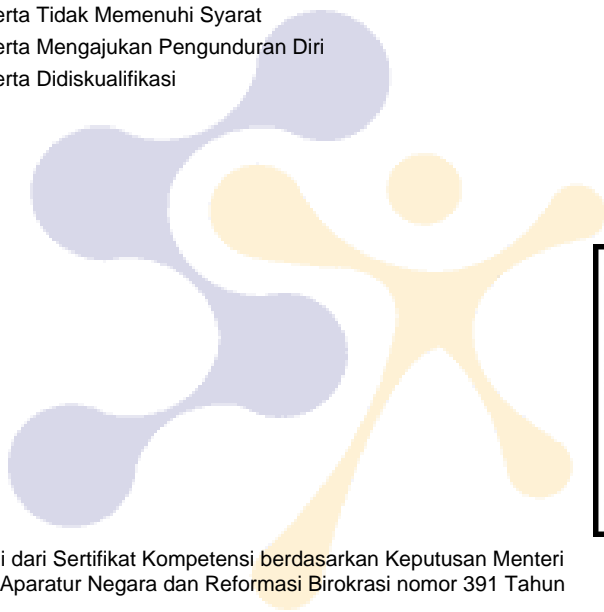 erta Tidak Memenuhi Syarat
erta Mengajukan Pengunduran Diri
erta Didiskualifikasi
i dari Sertifikat Kompetensi berdasarkan Keputusan Menteri
Aparatur Negara dan Reformasi Birokrasi nomor 391 Tahun